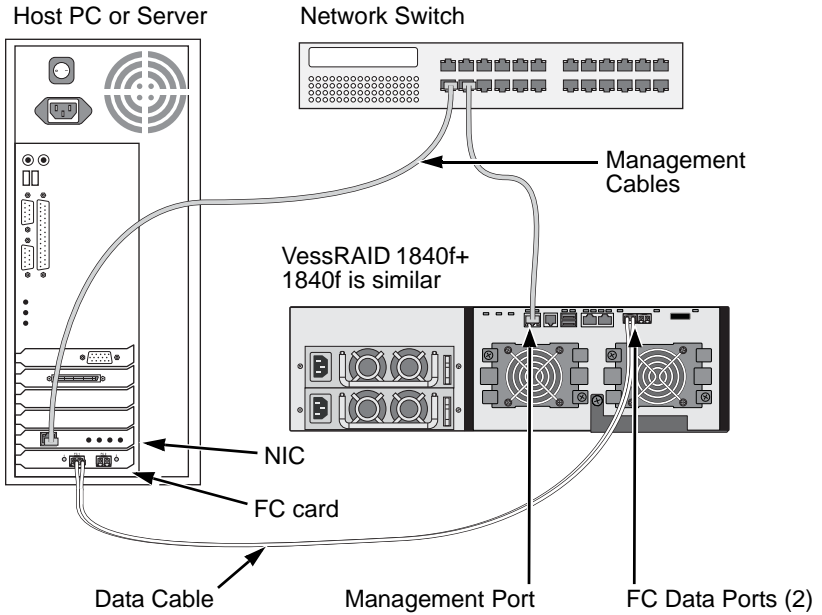 Host PC or Server
Network Switch
Management
Cables
VessRAID 1840f+
1840f is similar
NIC
FC card
Data Cable
Management Port
FC Data Ports (2)